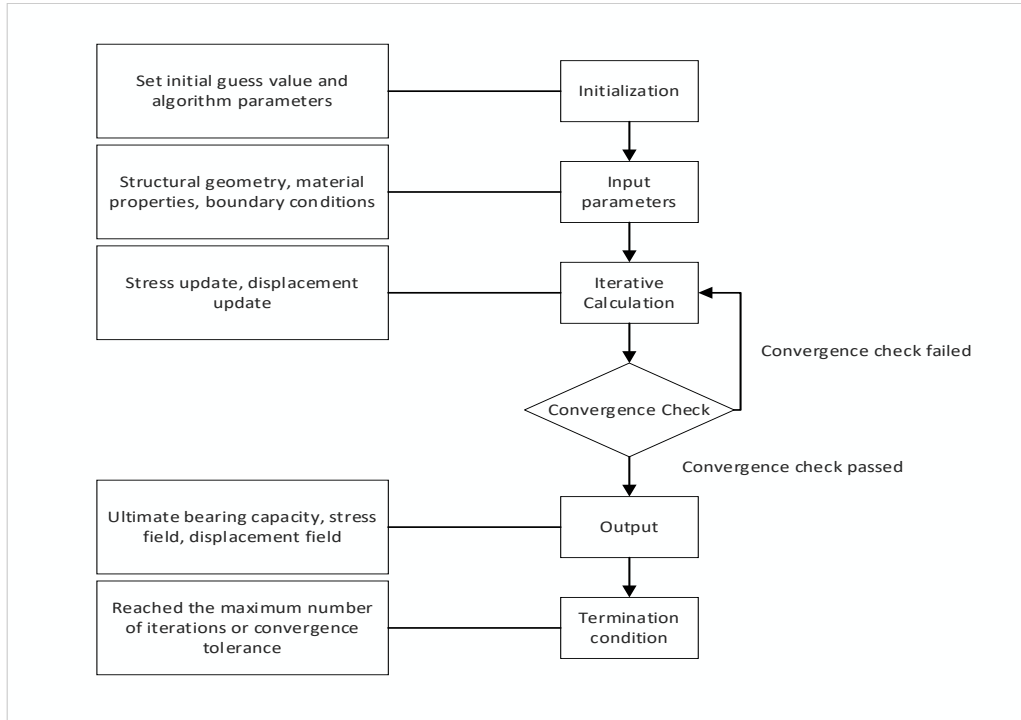 Set initial guess value and
algorithm parameters
Initialization
Structural geometry, material
properties, boundary conditions
Input
parameters
Stress update, displacement
update
Iterative
Calculation
Convergence check failed
Convergence Check
Convergence check passed
Ultimate bearing capacity, stress
field, displacement field
Output
Reached the maximum number
of iterations or convergence
tolerance
Termination
condition